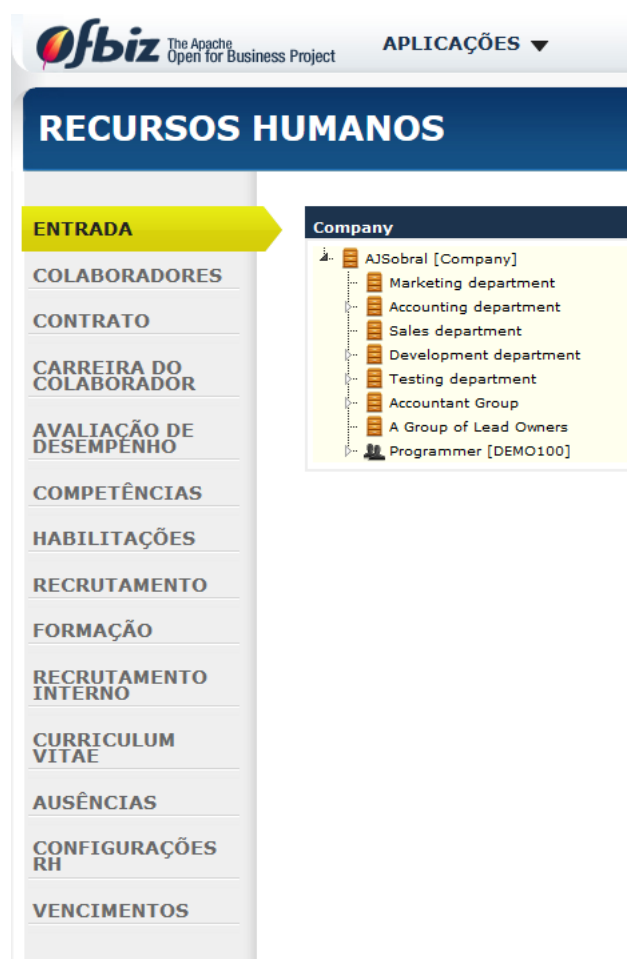 Ofbiz The Apache
Open for Business Project
APLICAÇÕES
RECURSOS HUMANOS
ENTRADA
COLABORADORES
CONTRATO
CARREIRA DO
COLABORADOR
AVALIAÇÃO DE
DESEMPENHO
COMPETÊNCIAS
HABILITAÇÕES
RECRUTAMENTO
FORMAÇÃO
RECRUTAMENTO
INTERNO
CURRICULUM
VITAE
AUSÊNCIAS
CONFIGURAÇÕES
RH
VENCIMENTOS
Company
AJSobral [Company]
Marketing department
Accounting department
Sales department
Development department
Testing department
Accountant Group
A Group of Lead Owners
Programmer [DEMO100]